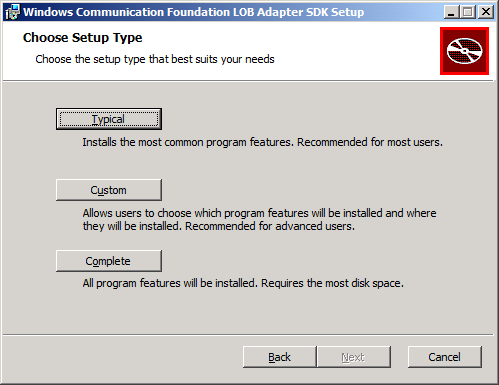 Windows Communication Foundation LOB Adapter SDK Setup
Choose Setup Type
Choose the setup type that best suits your needs
Typical
Installs the most common program features. Recommended for most users.
Custom
Allows users to choose which program features will be installed and where
they will be installed. Recommended for advanced users.
Complete
All program features will be installed. Requires the most disk space.
Back Next Cancel